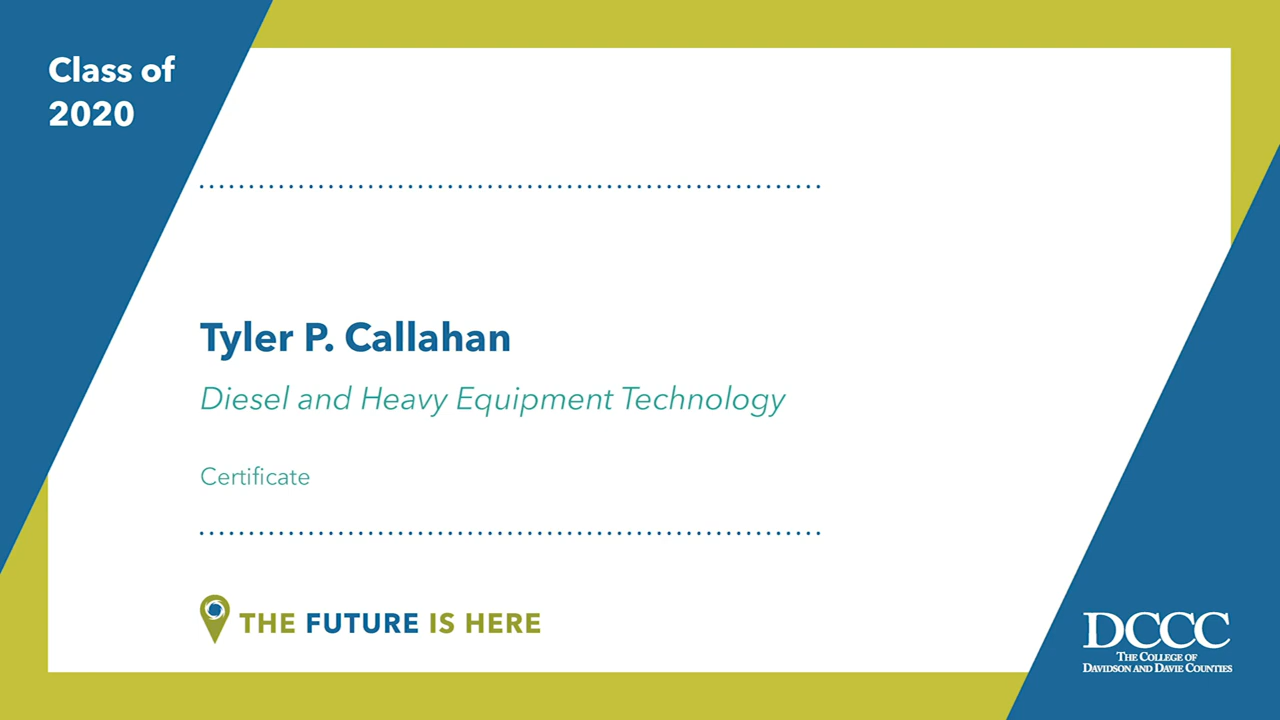 Class of
2020
Tyler P. Callahan
Diesel and Heavy Equipment Technology
Certificate
THE FUTURE IS HERE
DCCC
THE COLLEGE OF
DAVIDSON AND DAVIE COUNTIES